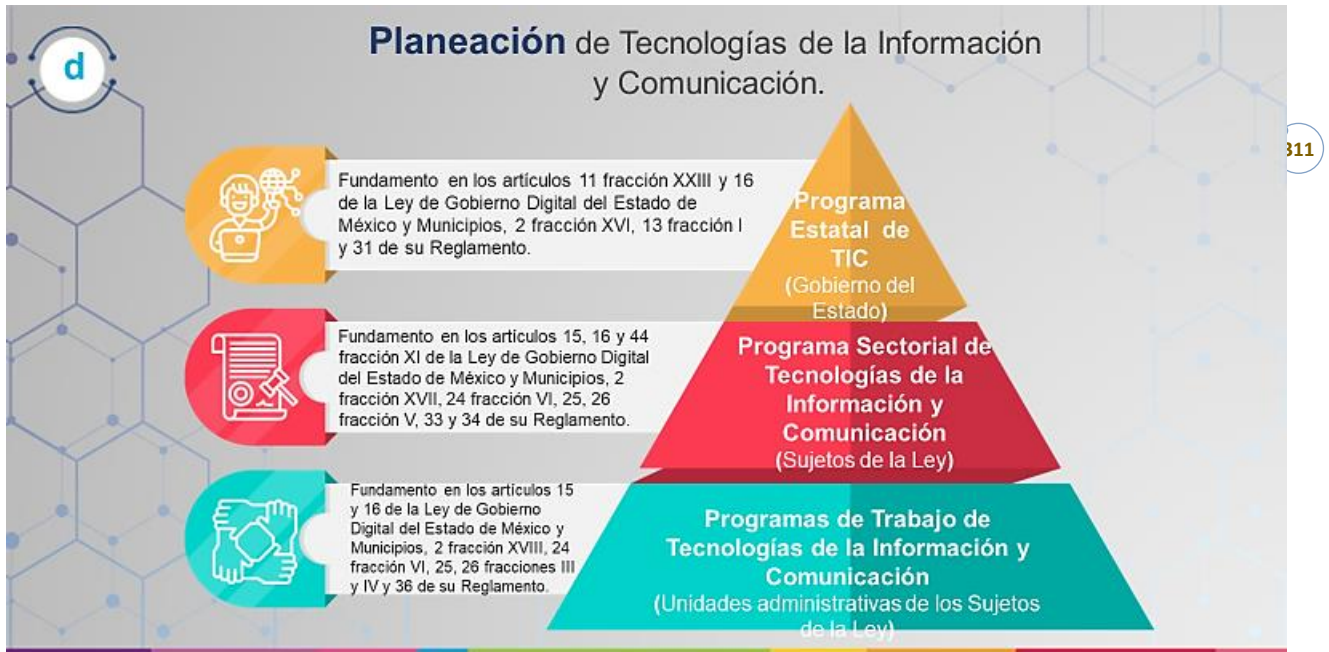 d
Planeación de Tecnologías de la Información
y Comunicación.
311
Fundamento en los artículos 11 fracción XXIII y 16
de la Ley de Gobierno Digital del Estado de
México y Municipios, 2 fracción XVI, 13 fracción I
y 31 de su Reglamento.
Programa
Estatal de
TIC
(Gobierno del
Estado)
Fundamento en los artículos 15, 16 y 44
fracción XI de la Ley de Gobierno Digital
del Estado de México y Municipios, 2
fracción XVII, 24 fracción VI, 25, 26
fracción V, 33 y 34 de su Reglamento.
Programa Sectorial de
Tecnologías de la
Información y
Comunicación
(Sujetos de la Ley)
Fundamento en los artículos 15
y 16 de la Ley de Gobierno
Digital del Estado de México y
Municipios, 2 fracción XVIII, 24
fracción VI, 25, 26 fracciones III
y IV y 36 de su Reglamento.
Programas de Trabajo de
Tecnologías de la Información y
Comunicación
(Unidades administrativas de los Sujetos
de la Ley)